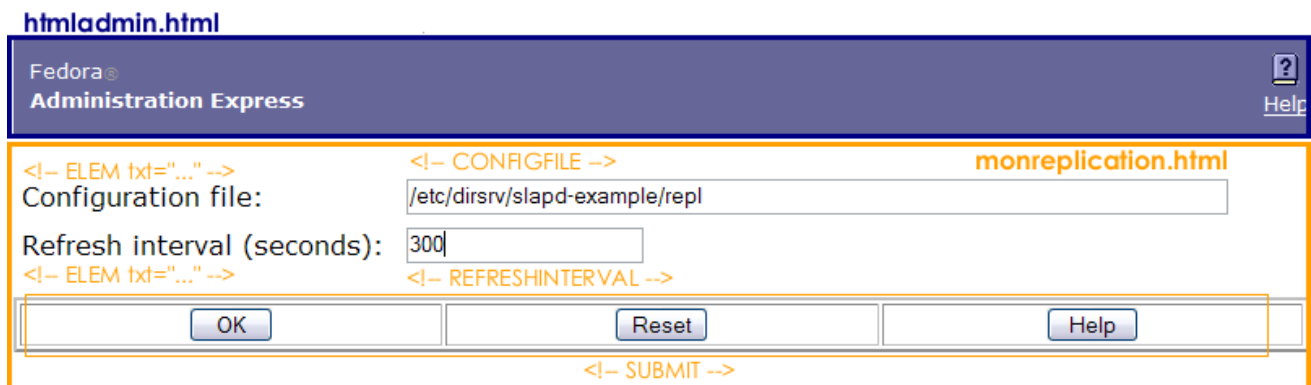 htmladmin.html
Fedora®
Administration Express
Help
<!-- ELEM txt="..." -->
<!-- CONFIGFILE -->
monreplication.html
Configuration file:
/etc/dirsrv/slapd-example/repl
Refresh interval (seconds):
300
<!-- ELEM txt="..." -->
<!-- REFRESHINTERVAL -->
OK
Reset
Help
<!-- SUBMIT -->